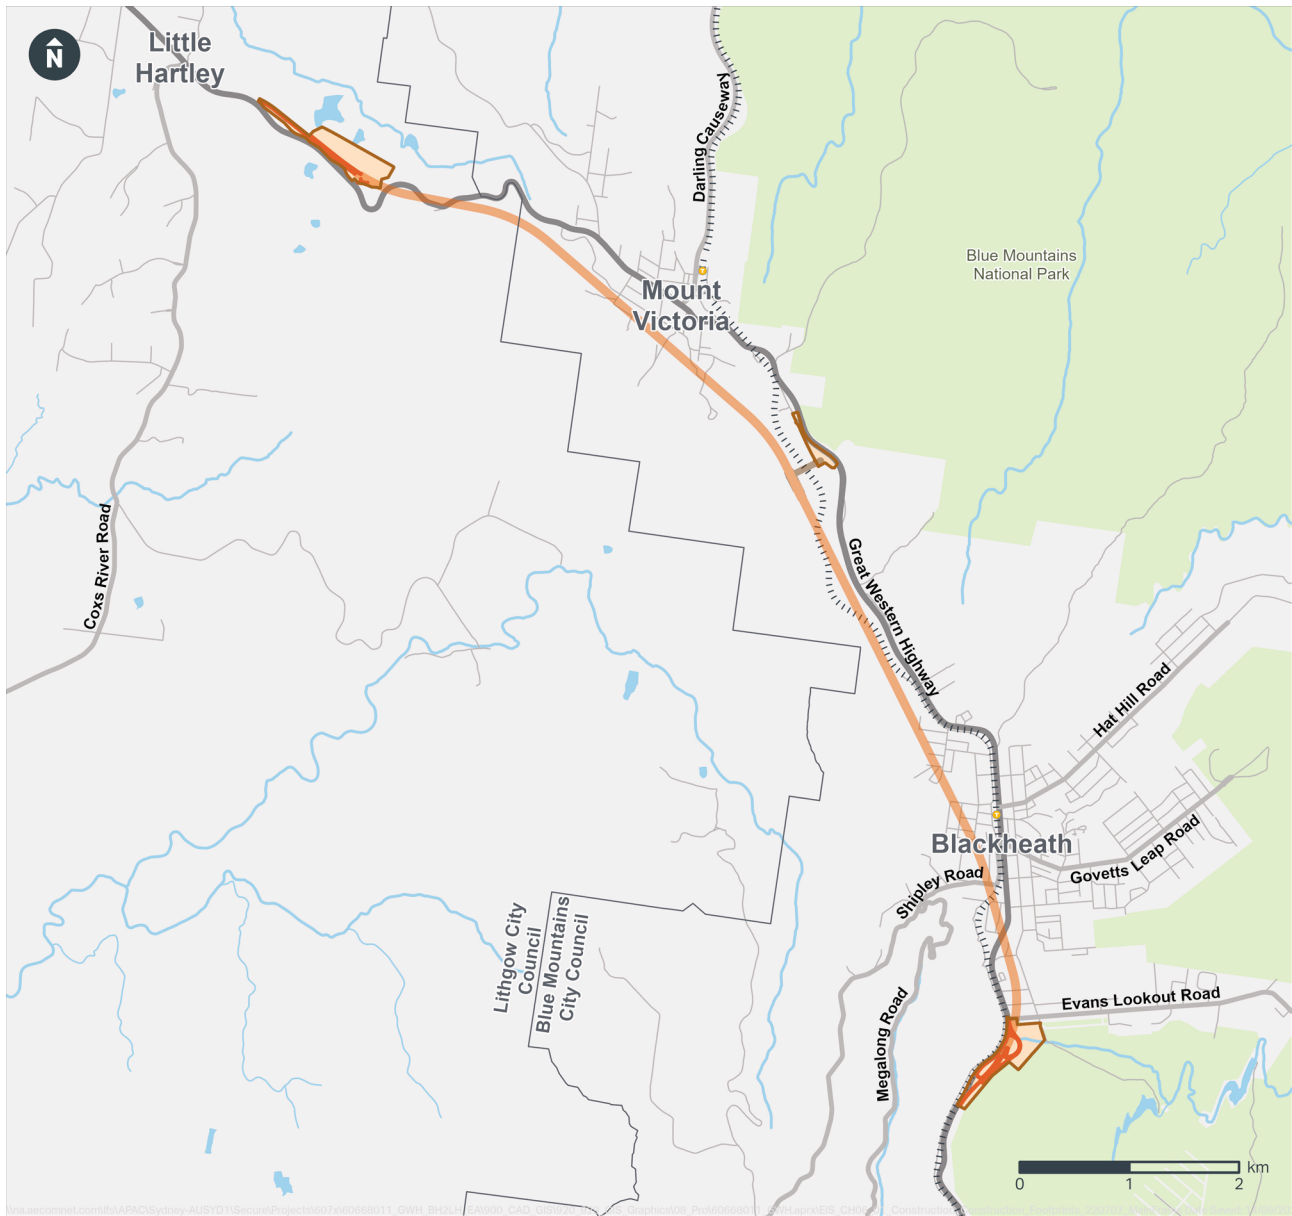 N
Little
Hartley
Darling Causeway
Blue Mountains
National Park
Mount
Victoria
Coxs River Road
Great Western Highway
Hat Hill Road
Blackheath
Govetts Leap Road
Shipley Road
Lithgow City
Council
Blue Mountains
City Council
Megalong Road
Evans Lookout Road
km
0 1 2